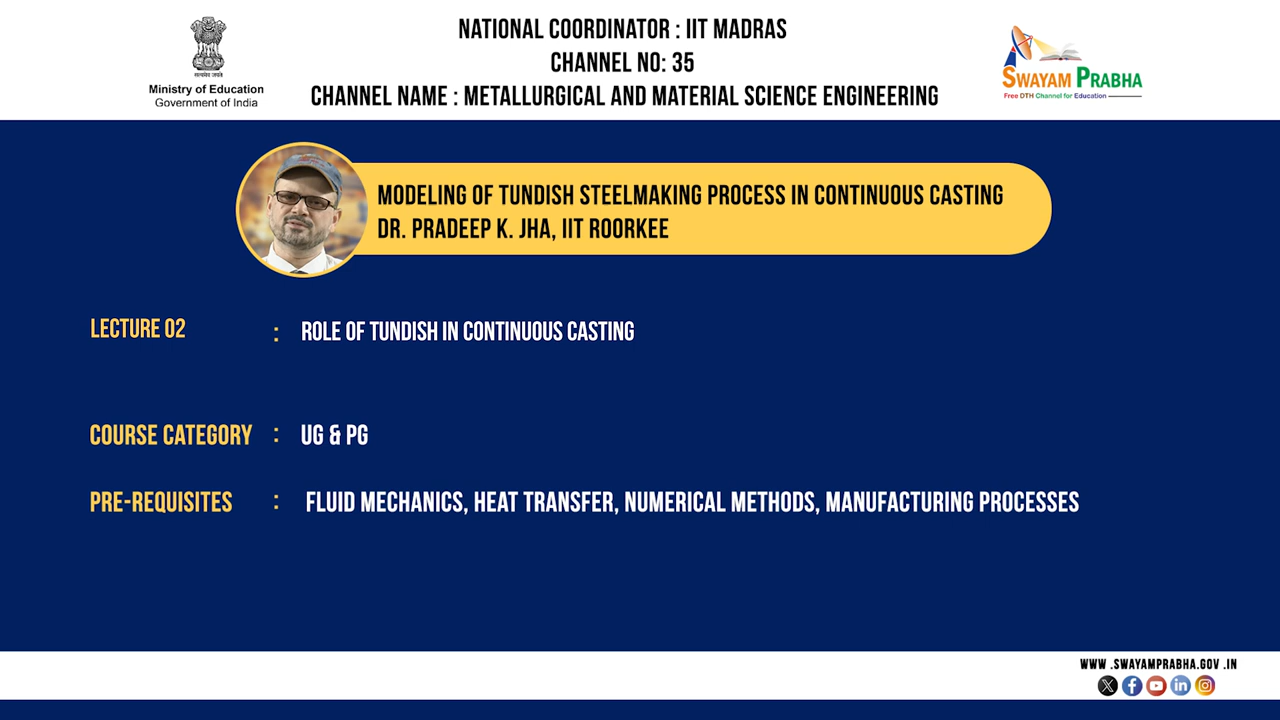 NATIONAL COORDINATOR : IIT MADRAS
CHANNEL NO: 35
CHANNEL NAME : METALLURGICAL AND MATERIAL SCIENCE ENGINEERING
सत्यमेव जयते
Ministry of Education
Government of India
SWAYAM PRABHA
Free DTH Channel for Education
MODELING OF TUNDISH STEELMAKING PROCESS IN CONTINUOUS CASTING
DR. PRADEEP K. JHA, IIT ROORKEE
LECTURE 02 : ROLE OF TUNDISH IN CONTINUOUS CASTING
COURSE CATEGORY : UG & PG
PRE-REQUISITES : FLUID MECHANICS, HEAT TRANSFER, NUMERICAL METHODS, MANUFACTURING PROCESSES
WWW .SWAYAMPRABHA.GOV .IN